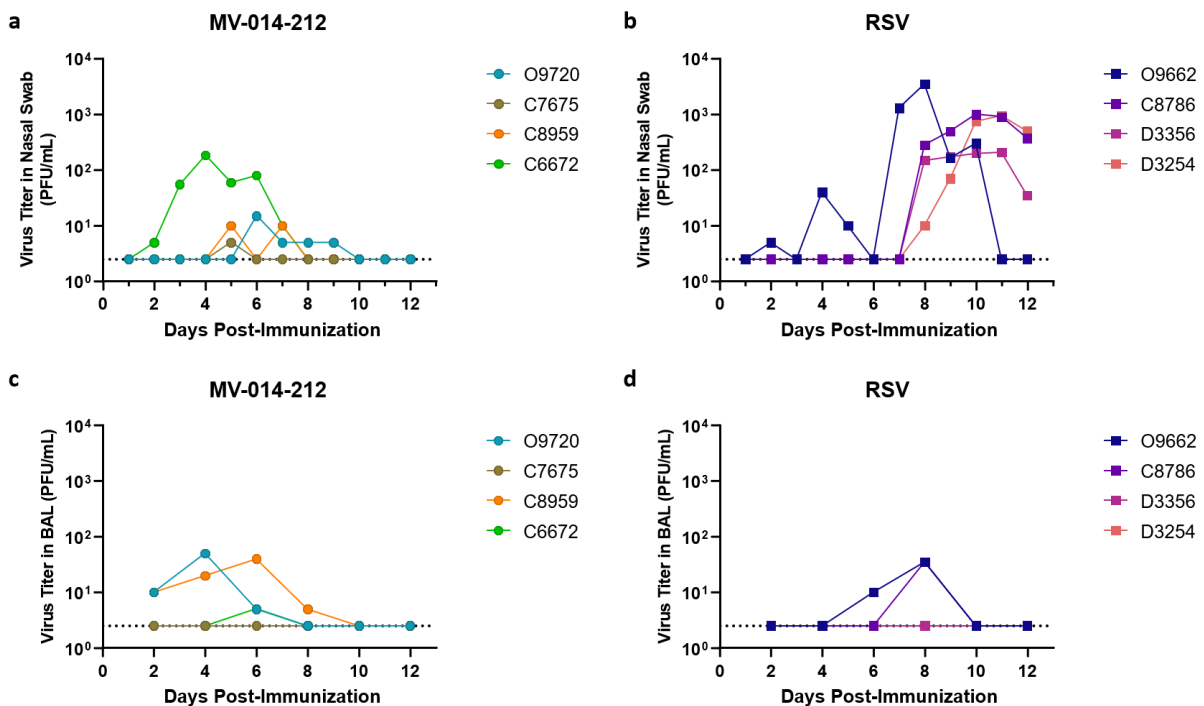 a
MV-014-212
Virus Titer in Nasal Swab
(PFU/mL)
10⁴
10³
10²
10¹
10⁰
0 2 4 6 8 10 12
Days Post-Immunization
O9720
C7675
C8959
C6672
b
RSV
Virus Titer in Nasal Swab
(PFU/mL)
10⁴
10³
10²
10¹
10⁰
0 2 4 6 8 10 12
Days Post-Immunization
O9662
C8786
D3356
D3254
c
MV-014-212
Virus Titer in BAL (PFU/mL)
10⁴
10³
10²
10¹
10⁰
0 2 4 6 8 10 12
Days Post-Immunization
O9720
C7675
C8959
C6672
d
RSV
Virus Titer in BAL (PFU/mL)
10⁴
10³
10²
10¹
10⁰
0 2 4 6 8 10 12
Days Post-Immunization
O9662
C8786
D3356
D3254